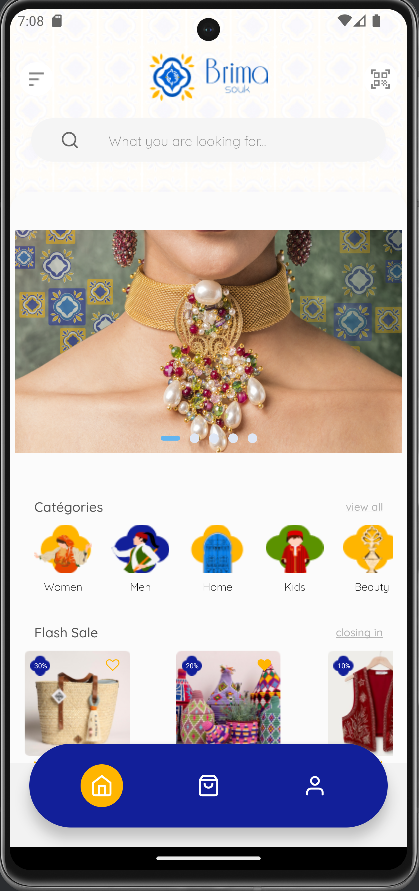 7:08
Brima
souk
What you are looking for...
Catégories
view all
Women
Men
Home
Kids
Beauty
Flash Sale
closing in
30%
20%
10%